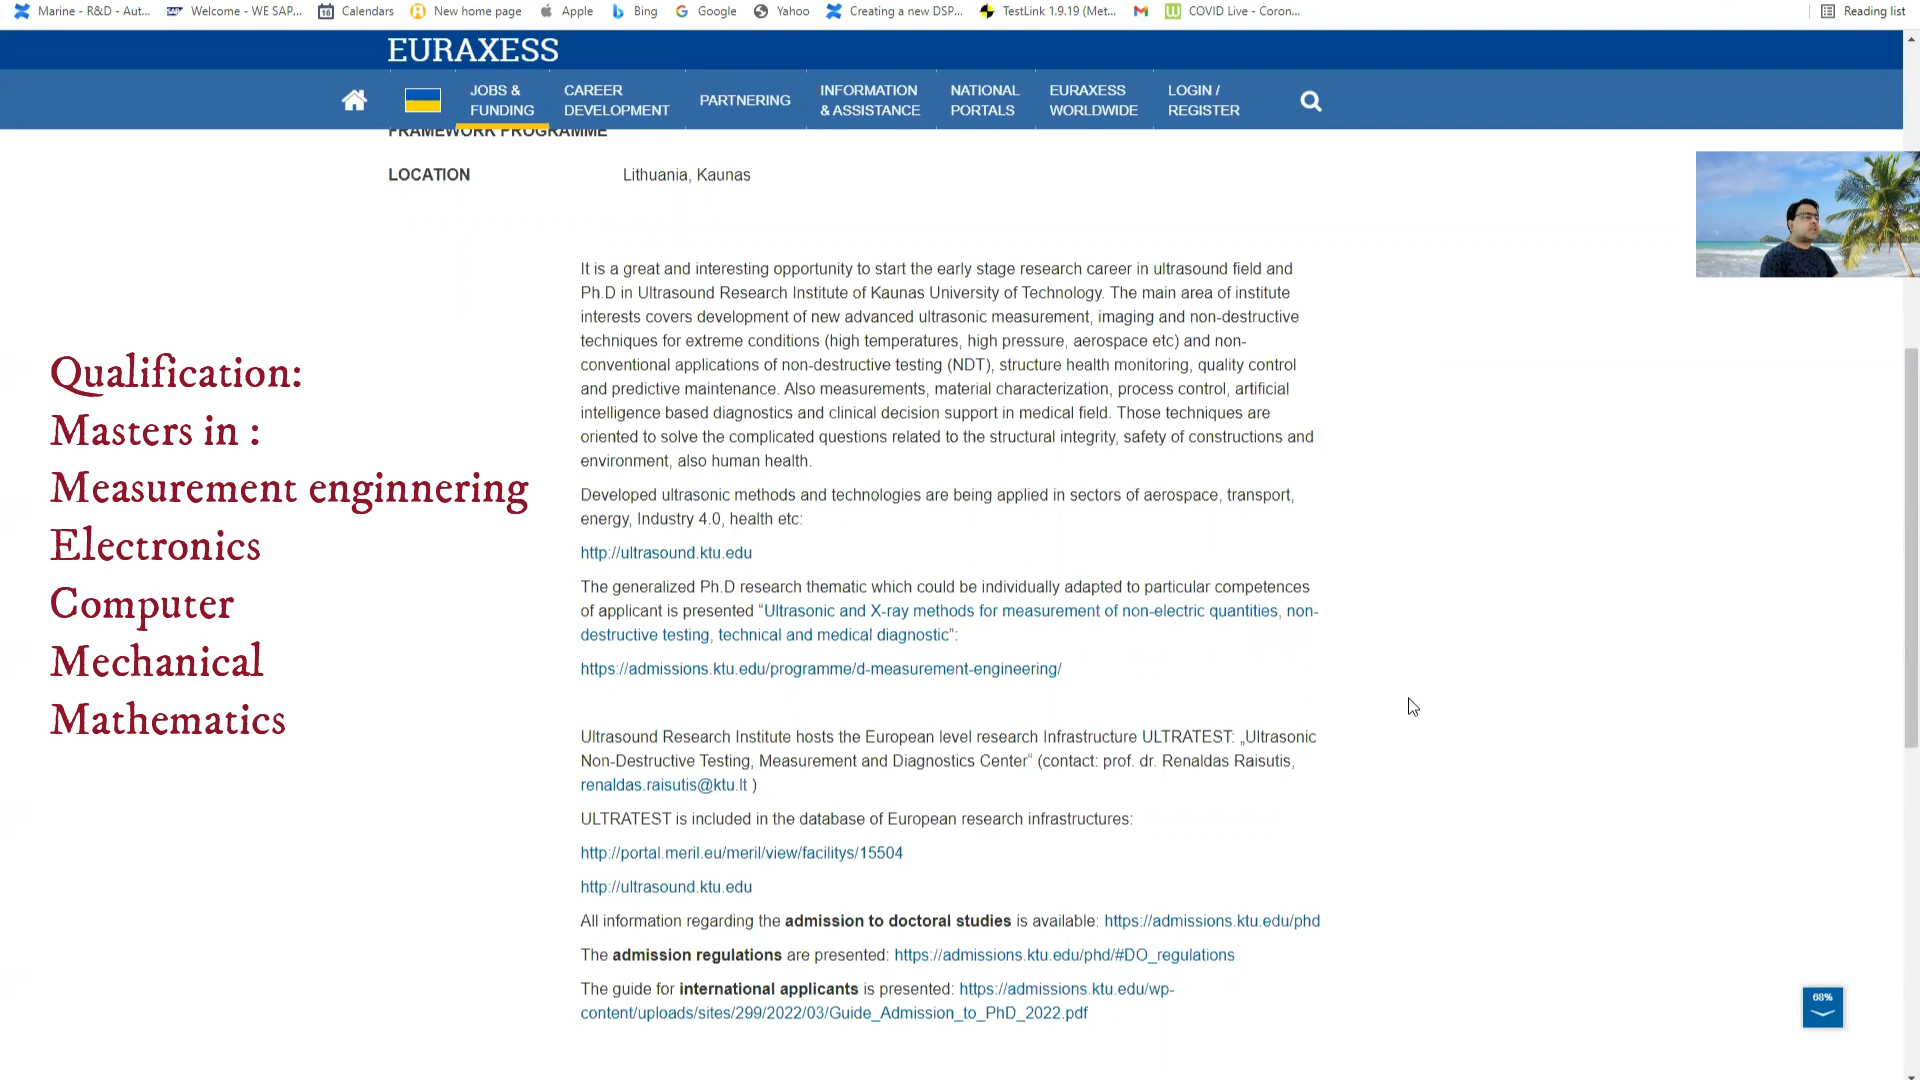 Marine - R&D - Aut...
Welcome - WE SAP...
Calendars
New home page
Apple
Bing
Google
Yahoo
Creating a new DSP...
TestLink 1.9.19 (Met...
COVID Live - Coron...
Reading list
EURAXESS
JOBS & FUNDING
CAREER DEVELOPMENT
PARTNERING
INFORMATION & ASSISTANCE
NATIONAL PORTALS
EURAXESS WORLDWIDE
LOGIN / REGISTER
FRAMEWORK PROGRAMME
LOCATION Lithuania, Kaunas
Qualification:
Masters in :
Measurement enginnering
Electronics
Computer
Mechanical
Mathematics
It is a great and interesting opportunity to start the early stage research career in ultrasound field and
Ph.D in Ultrasound Research Institute of Kaunas University of Technology. The main area of institute
interests covers development of new advanced ultrasonic measurement, imaging and non-destructive
techniques for extreme conditions (high temperatures, high pressure, aerospace etc) and non-
conventional applications of non-destructive testing (NDT), structure health monitoring, quality control
and predictive maintenance. Also measurements, material characterization, process control, artificial
intelligence based diagnostics and clinical decision support in medical field. Those techniques are
oriented to solve the complicated questions related to the structural integrity, safety of constructions and
environment, also human health.
Developed ultrasonic methods and technologies are being applied in sectors of aerospace, transport,
energy, Industry 4.0, health etc:
http://ultrasound.ktu.edu
The generalized Ph.D research thematic which could be individually adapted to particular competences
of applicant is presented “Ultrasonic and X-ray methods for measurement of non-electric quantities, non-
destructive testing, technical and medical diagnostic”:
https://admissions.ktu.edu/programme/d-measurement-engineering/
Ultrasound Research Institute hosts the European level research Infrastructure ULTRATEST: „Ultrasonic
Non-Destructive Testing, Measurement and Diagnostics Center“ (contact: prof. dr. Renaldas Raisutis,
renaldas.raisutis@ktu.lt )
ULTRATEST is included in the database of European research infrastructures:
http://portal.meril.eu/meril/view/facilitys/15504
http://ultrasound.ktu.edu
All information regarding the admission to doctoral studies is available: https://admissions.ktu.edu/phd
The admission regulations are presented: https://admissions.ktu.edu/phd/#DO_regulations
The guide for international applicants is presented: https://admissions.ktu.edu/wp-
content/uploads/sites/299/2022/03/Guide_Admission_to_PhD_2022.pdf
68%